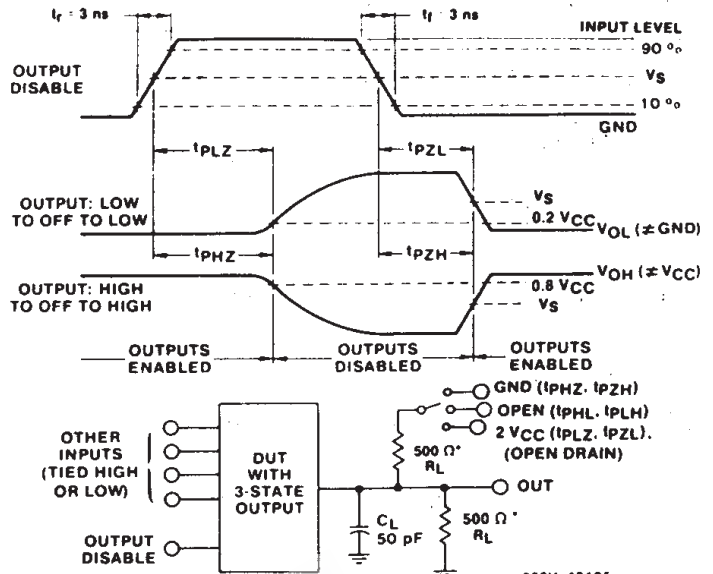 tr = 3 ns
tf = 3 ns
INPUT LEVEL
90 %
OUTPUT
DISABLE
VS
10 %
GND
tPLZ
tPZL
OUTPUT: LOW
TO OFF TO LOW
VS
0.2 VCC
VOL (≠ GND)
tPHZ
tPZH
OUTPUT: HIGH
TO OFF TO HIGH
VOH (≠ VCC)
0.8 VCC
VS
OUTPUTS
ENABLED
OUTPUTS
DISABLED
OUTPUTS
ENABLED
GND (tPHZ, tPZH)
OPEN (tPHL, tPLH)
2 VCC (tPLZ, tPZL),
(OPEN DRAIN)
OTHER
INPUTS
(TIED HIGH
OR LOW)
DUT
WITH
3-STATE
OUTPUT
500 Ω*
RL
OUT
CL
50 pF
500 Ω*
RL
OUTPUT
DISABLE